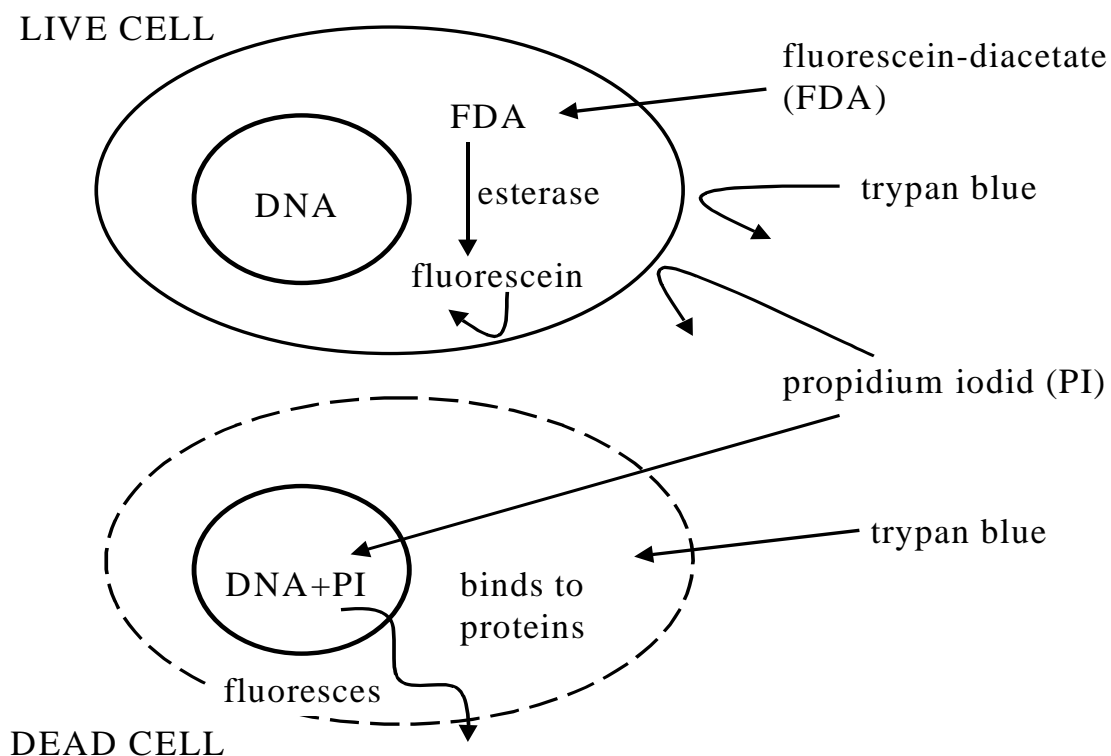 LIVE CELL
fluorescein-diacetate
(FDA)
FDA
DNA
esterase
trypan blue
fluorescein
propidium iodid (PI)
trypan blue
DNA+PI
binds to
proteins
fluoresces
DEAD CELL